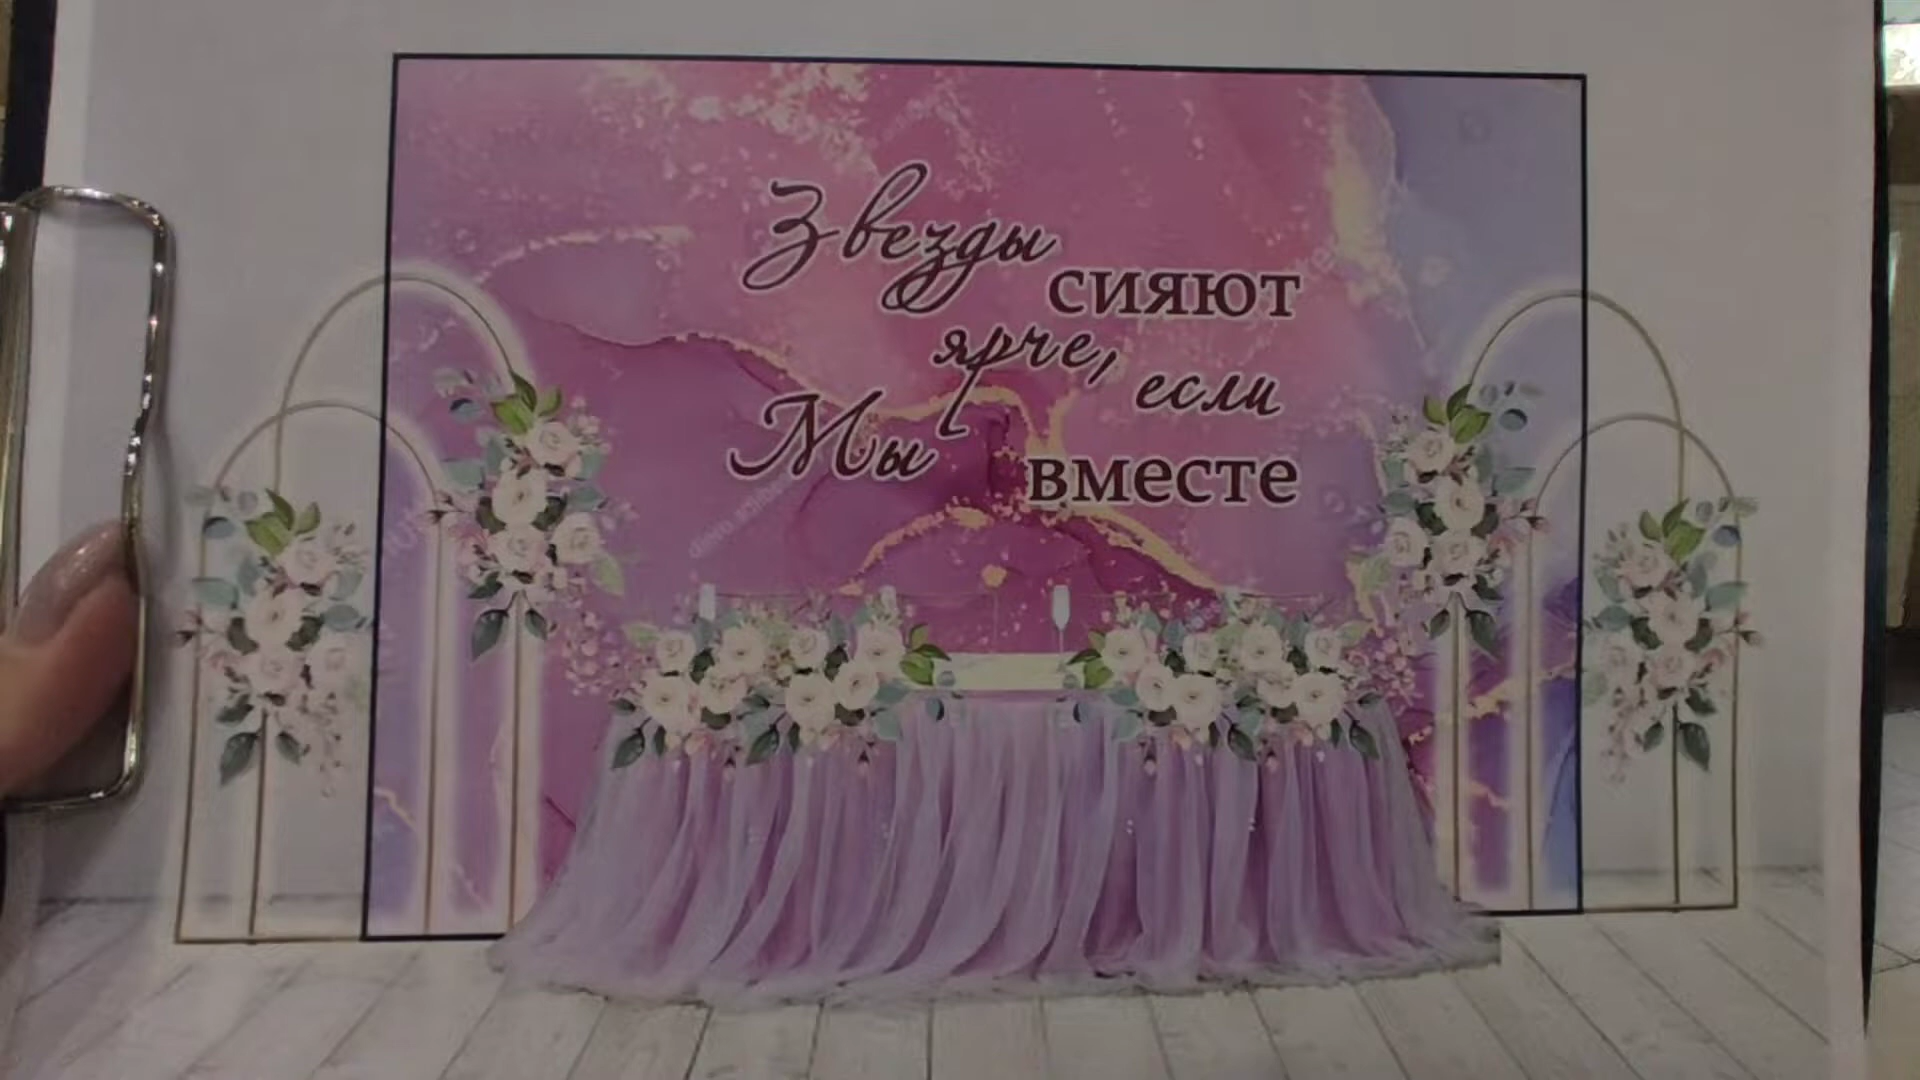 Звезды
сияют
ярче,
если
Мы
вместе